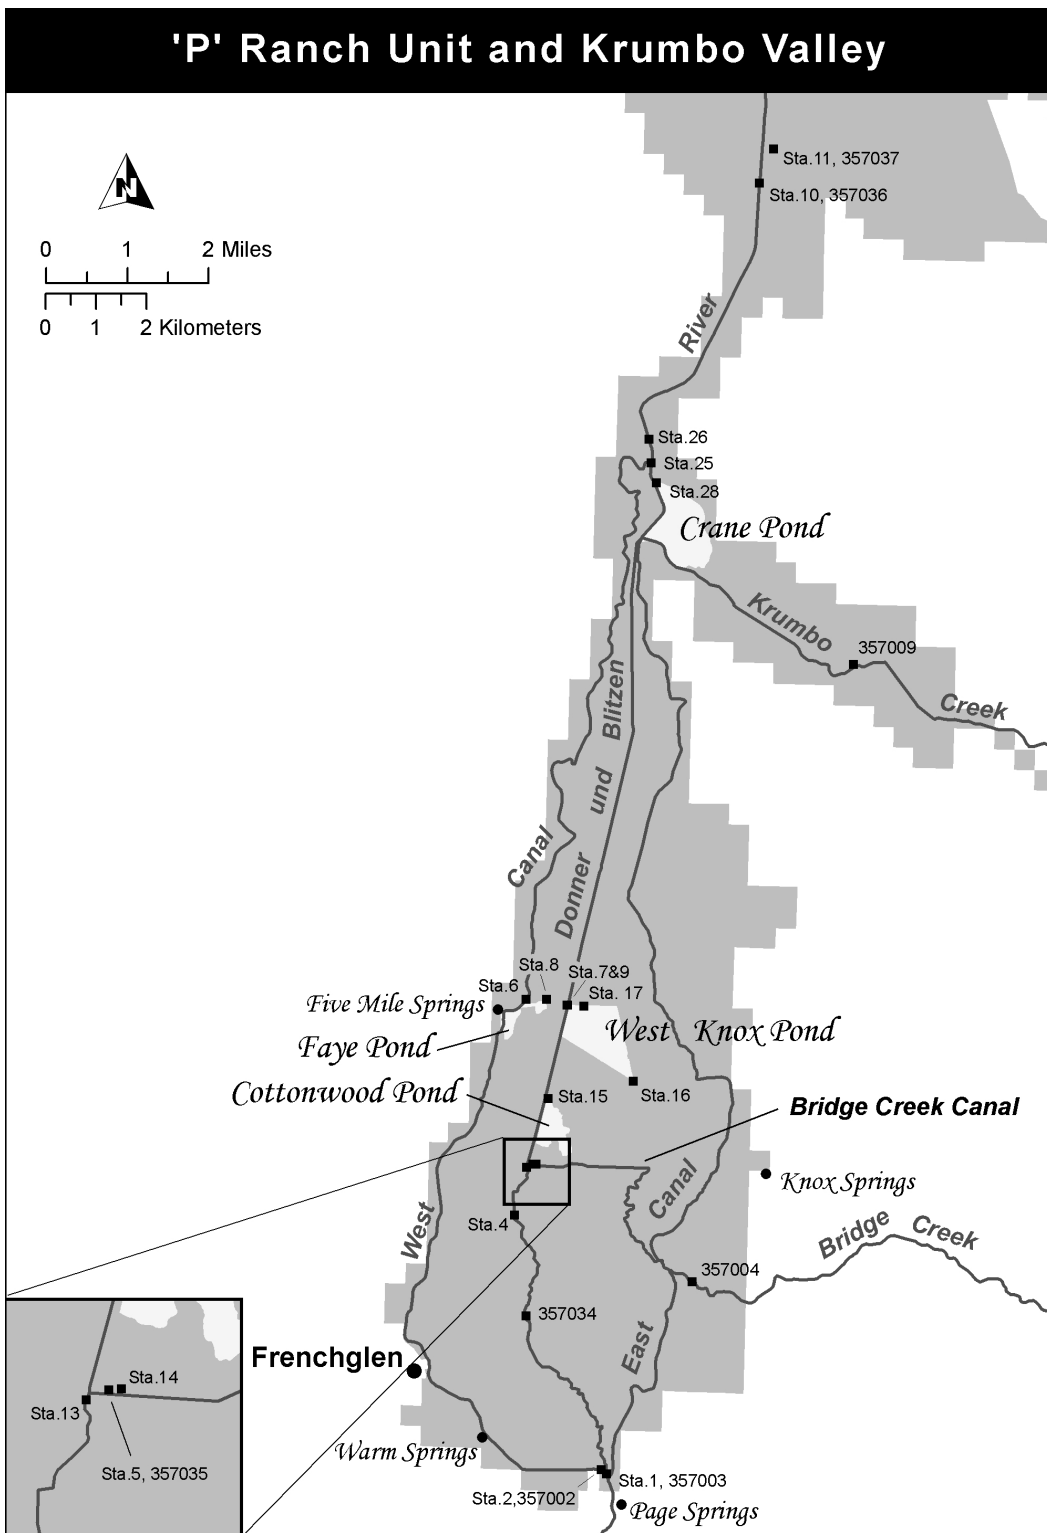 'P' Ranch Unit and Krumbo Valley
N
0 1 2 Miles
0 1 2 Kilometers
Sta.11, 357037
Sta.10, 357036
River
Sta.26
Sta.25
Sta.28
Crane Pond
Krumbo
357009
Creek
Blitzen
und
Canal
Donner
Sta.8
Sta.7&9
Sta.6
Sta. 17
Five Mile Springs
West Knox Pond
Faye Pond
Cottonwood Pond
Sta.15
Sta.16
Bridge Creek Canal
Knox Springs
Canal
West
Sta.4
Bridge Creek
357004
357034
East
Frenchglen
Sta.14
Sta.13
Sta.5, 357035
Warm Springs
Sta.1, 357003
Sta.2,357002
Page Springs